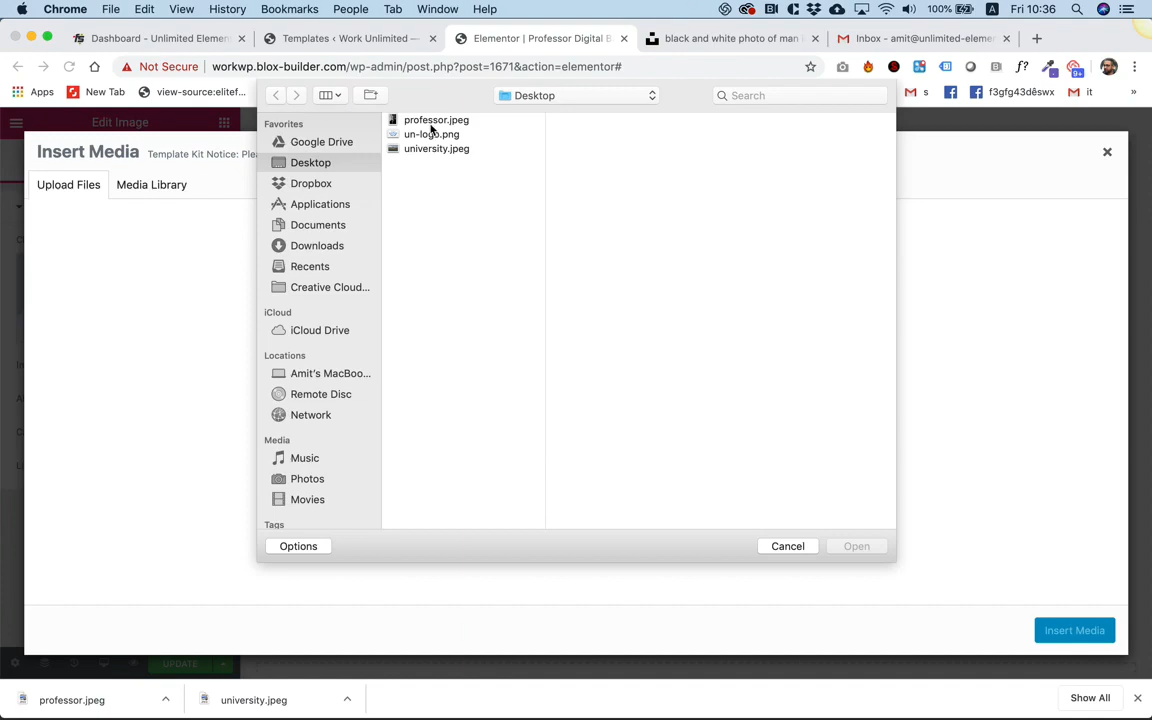 Chrome File Edit View History Bookmarks People Tab Window Help 100% A Fri 10:36
Dashboard - Unlimited Elemen Templates ‹ Work Unlimited — Elementor | Professor Digital B black and white photo of man Inbox - amit@unlimited-eleme
Not Secure workwp.blox-builder.com/wp-admin/post.php?post=1671&action=elementor# f? 9+
Apps New Tab view-source:elitef... Desktop Search s f3gfg43dêswx it »
Edit Image
Insert Media Template Kit Notice: Ple
Upload Files Media Library
Favorites
Google Drive
Desktop
Dropbox
Applications
Documents
Downloads
Recents
Creative Cloud...
iCloud
iCloud Drive
Locations
Amit's MacBoo...
Remote Disc
Network
Media
Music
Photos
Movies
Tags
professor.jpeg
un-logo.png
university.jpeg
Options Cancel Open
Insert Media
UPDATE
professor.jpeg university.jpeg Show All